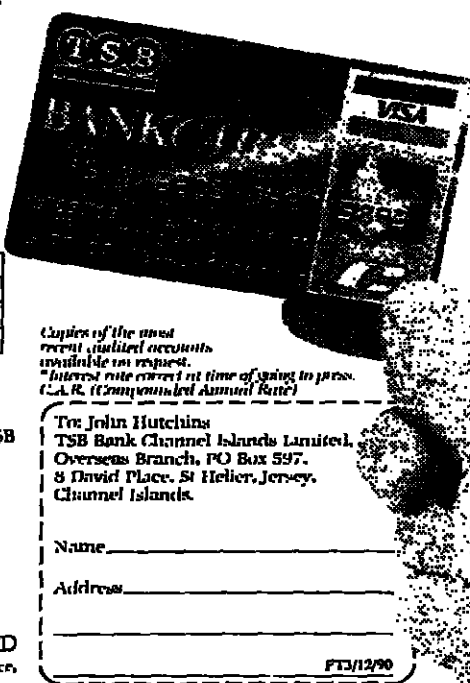 TSB
BANKCARD
VISA
Copies of the most
recent audited accounts
available on request.
*Interest rate correct at time of going to press.
C.A.R. (Compounded Annual Rate)
To: John Hutchins
TSB Bank Channel Islands Limited,
Overseas Branch, PO Box 597,
8 David Place, St Helier, Jersey,
Channel Islands.
SB
Name
Address
D
ce,
FT3/12/90